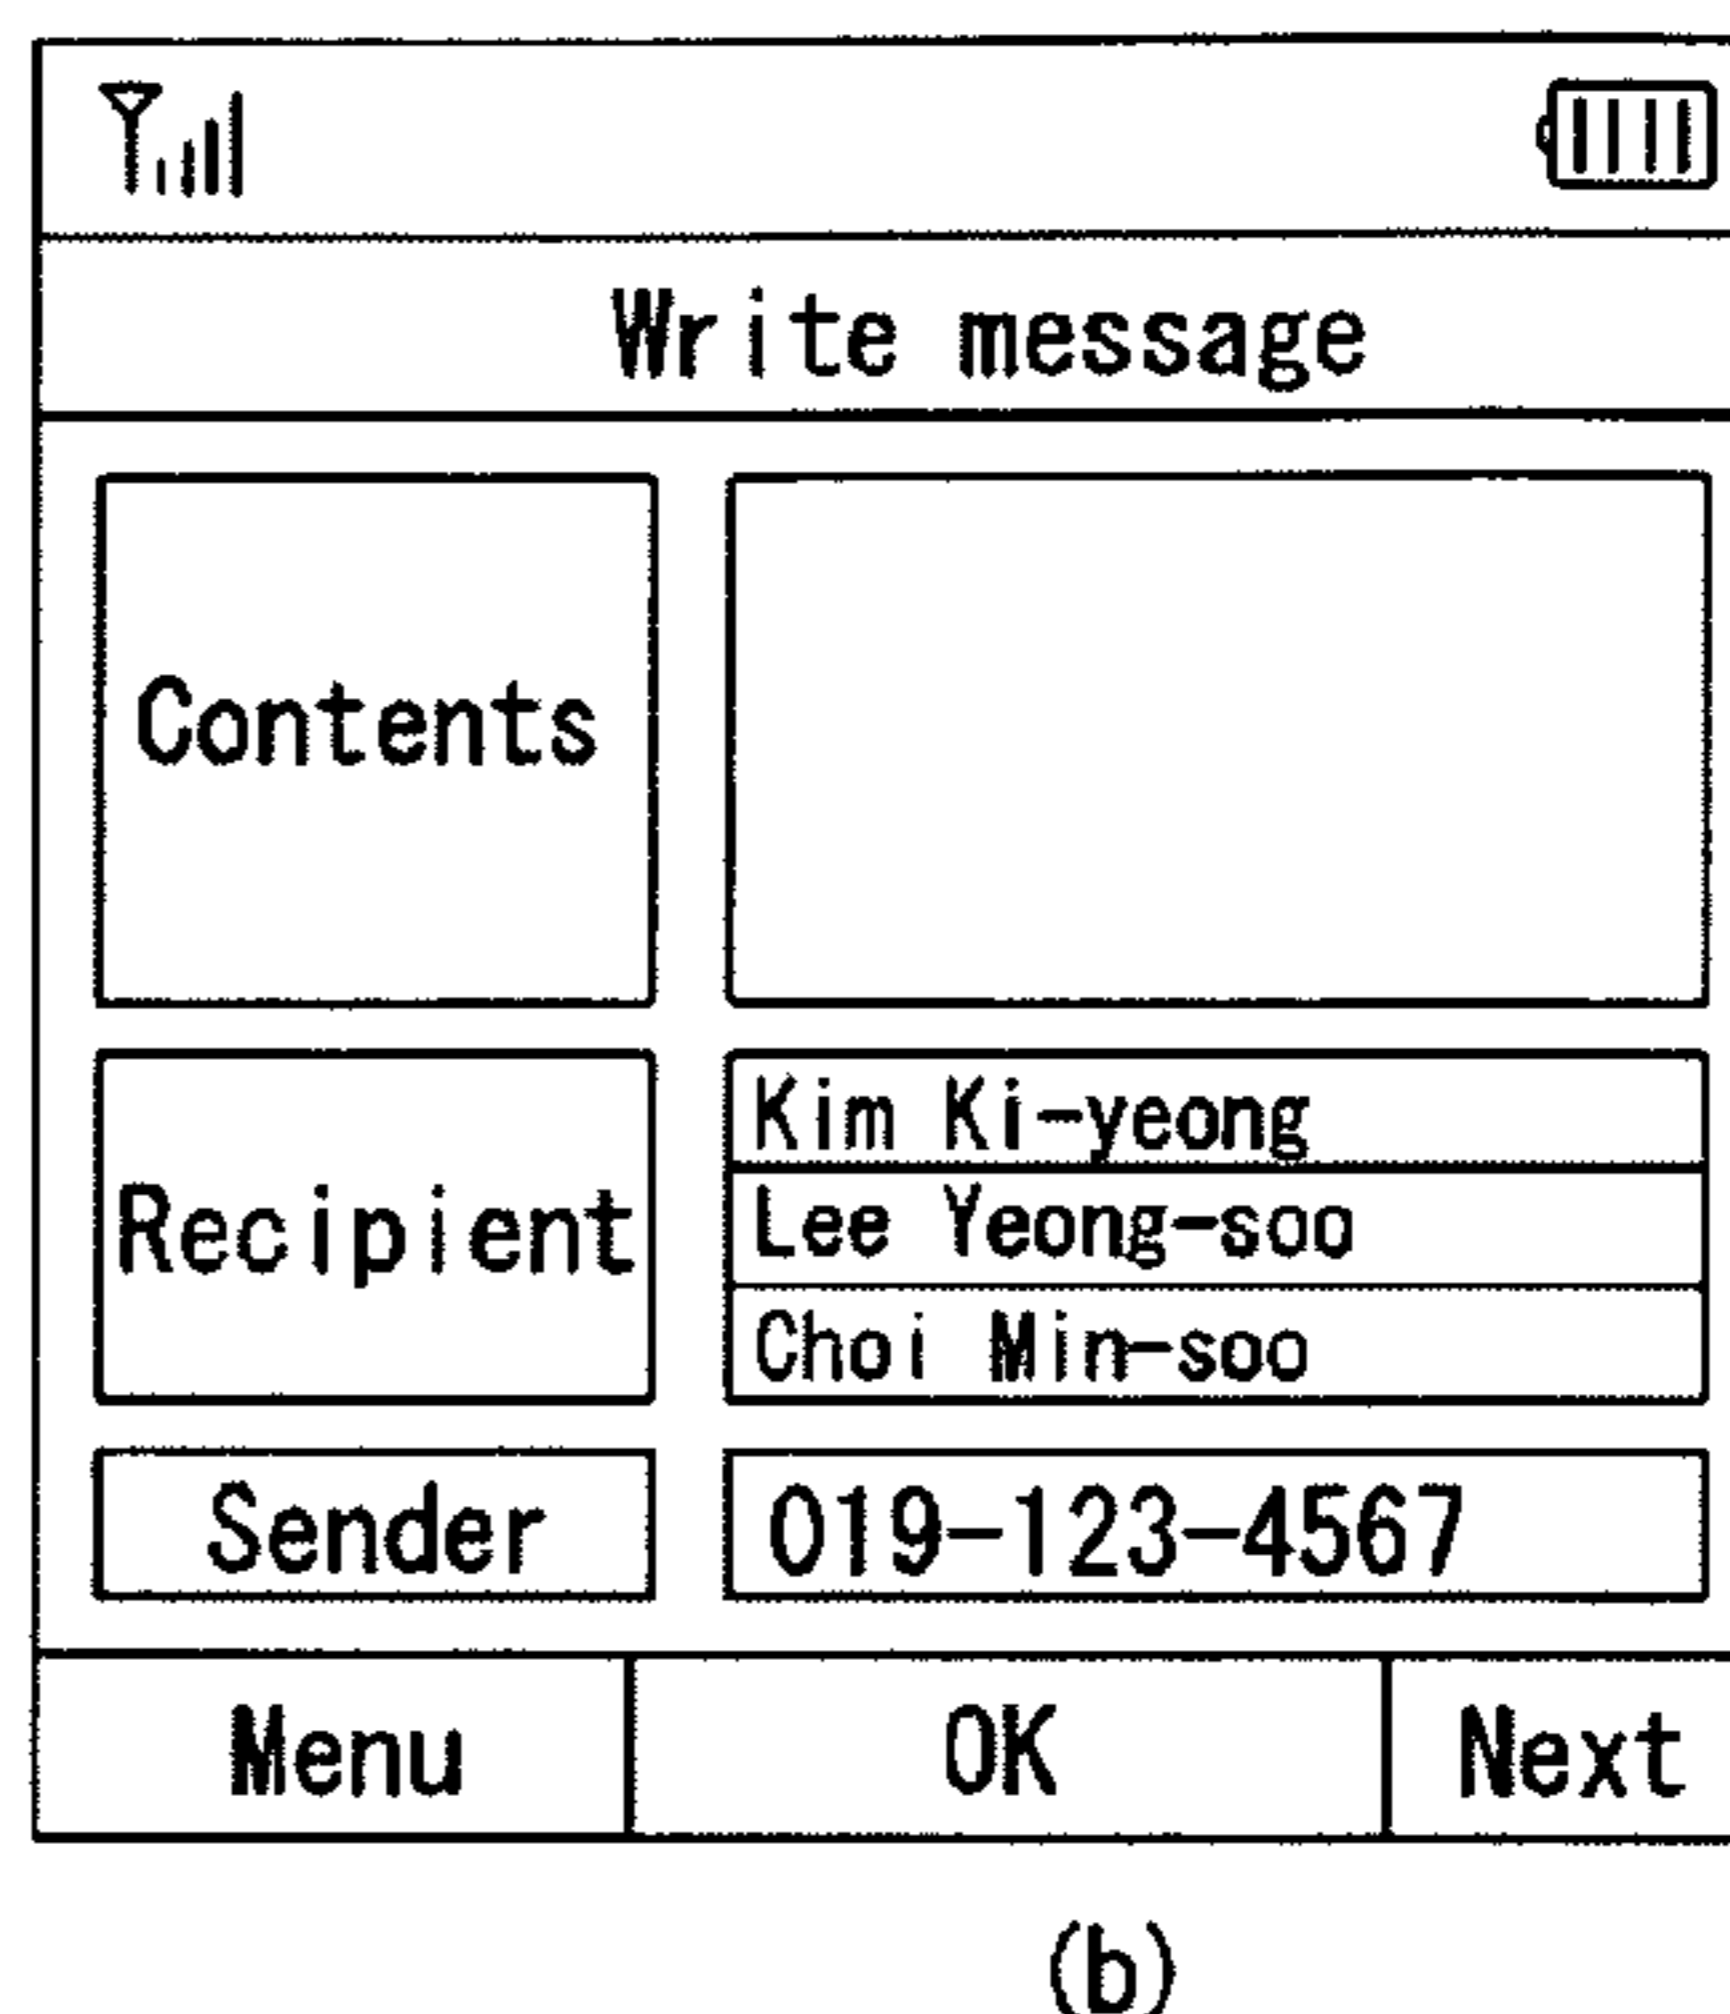 Write message
Contents
Recipient
Kim Ki-yeong
Lee Yeong-soo
Choi Min-soo
Sender
019-123-4567
Menu
OK
Next
(b)